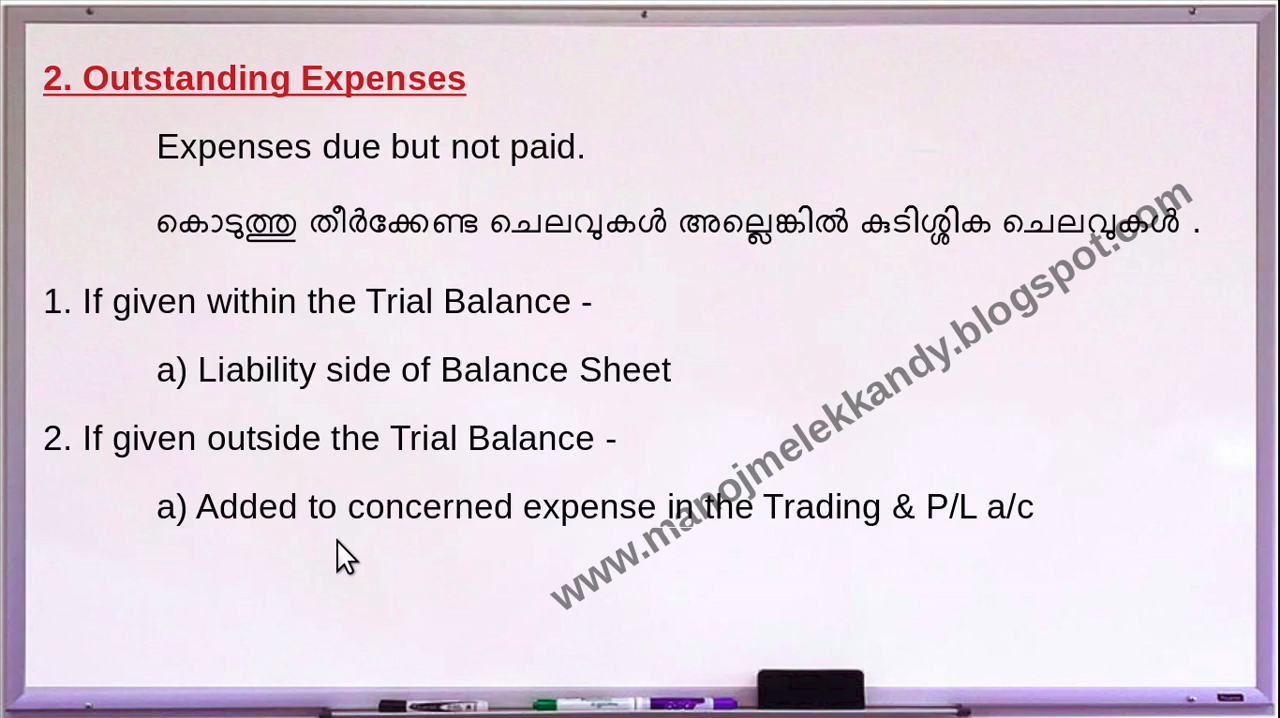 2. Outstanding Expenses
Expenses due but not paid.
കൊടുത്തു തീർക്കേണ്ട ചെലവുകൾ അല്ലെങ്കിൽ കുടിശ്ശിക ചെലവുകൾ .
1. If given within the Trial Balance -
a) Liability side of Balance Sheet
2. If given outside the Trial Balance -
a) Added to concerned expense in the Trading & P/L a/c
www.manojmelekkandy.blogspot.com